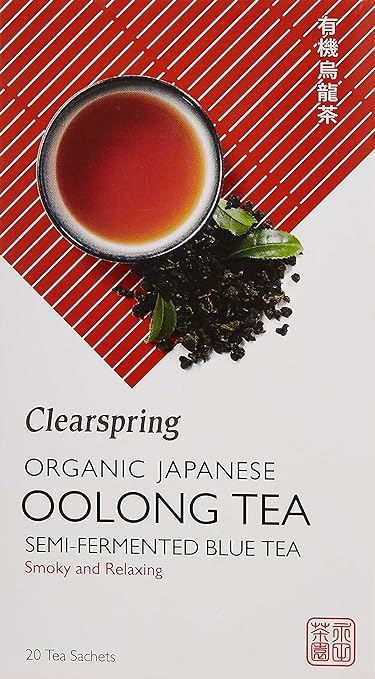 有機烏龍茶
Clearspring
ORGANIC JAPANESE
OOLONG TEA
SEMI-FERMENTED BLUE TEA
Smoky and Relaxing
20 Tea Sachets